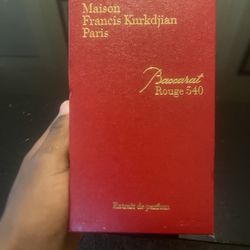 Maison
Francis Kurkdjian
Paris
Baccarat
Rouge 540
Extrait de parfum